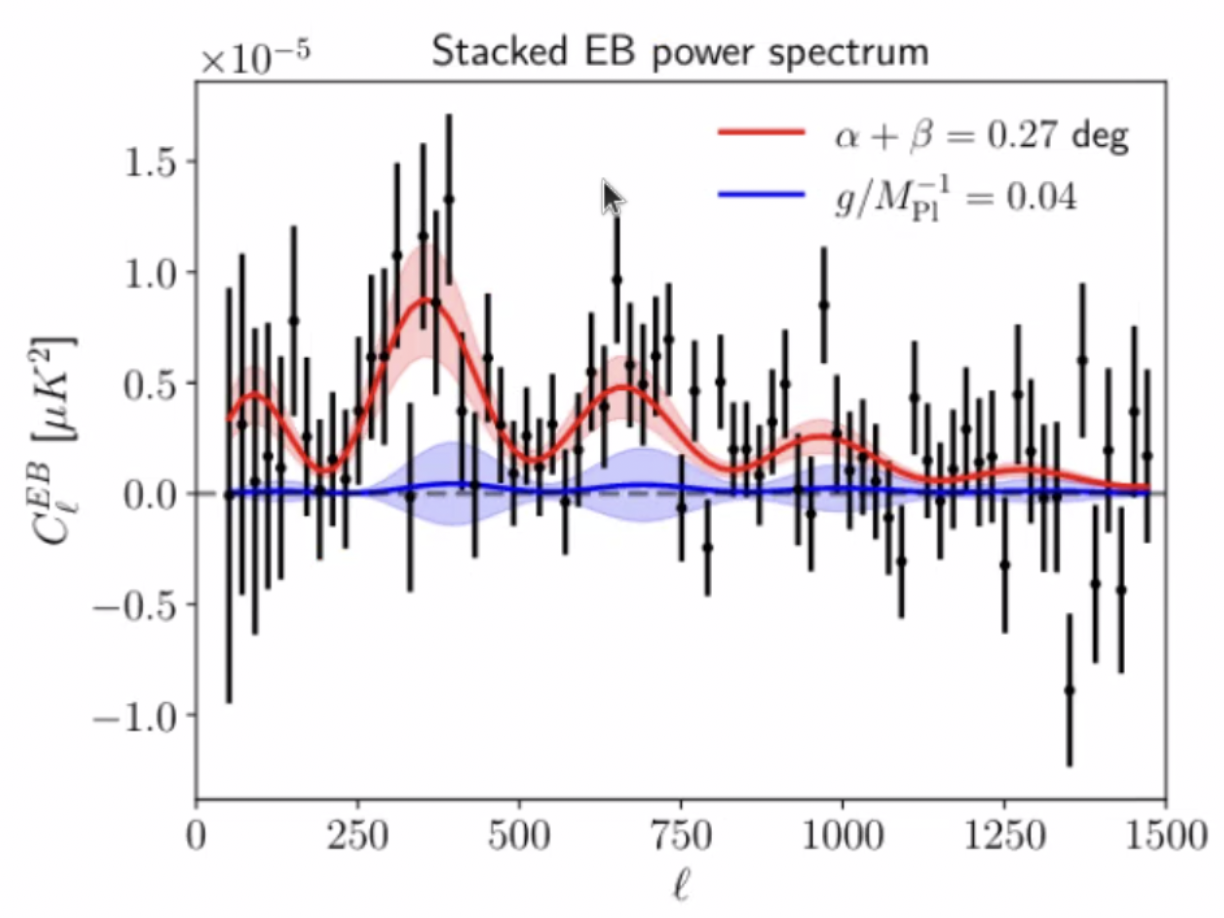 ×10⁻⁵
Stacked EB power spectrum
α + β = 0.27 deg
g/M_Pl⁻¹ = 0.04
C_ℓ^EB [μK²]
1.5
1.0
0.5
0.0
−0.5
−1.0
0 250 500 750 1000 1250 1500
ℓ